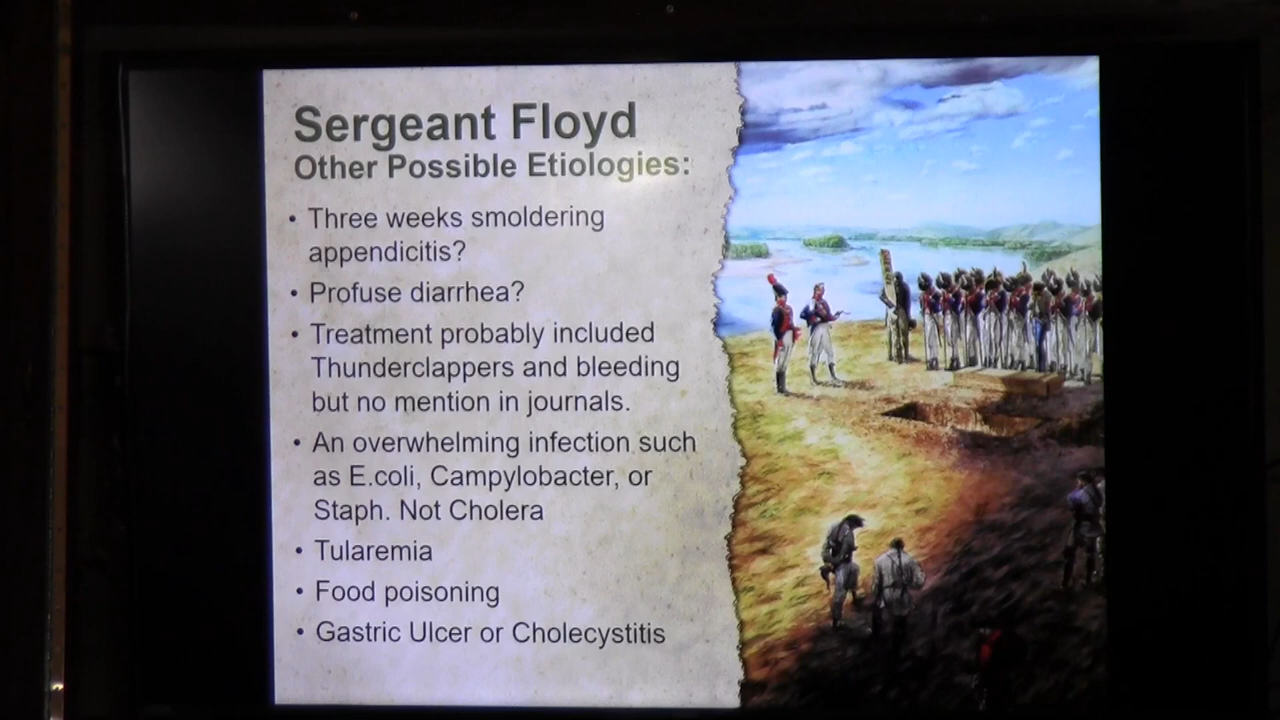 Sergeant Floyd
Other Possible Etiologies:
• Three weeks smoldering
appendicitis?
• Profuse diarrhea?
• Treatment probably included
Thunderclappers and bleeding
but no mention in journals.
• An overwhelming infection such
as E.coli, Campylobacter, or
Staph. Not Cholera
• Tularemia
• Food poisoning
• Gastric Ulcer or Cholecystitis